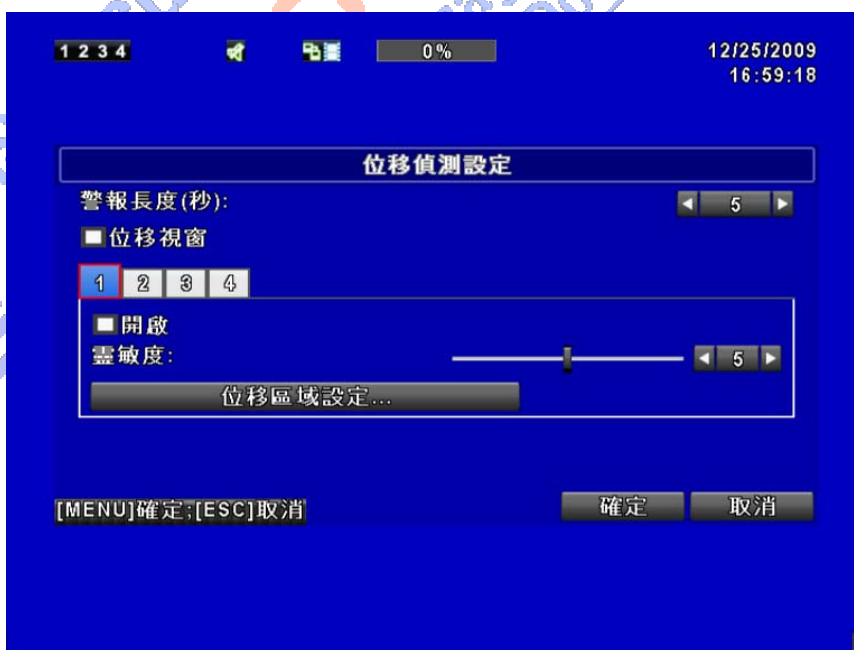 1 2 3 4 0% 12/25/2009
16:59:18
位移偵測設定
警報長度(秒): 5
位移視窗
1 2 3 4
開啟
靈敏度: 5
位移區域設定...
[MENU]確定;[ESC]取消 確定 取消